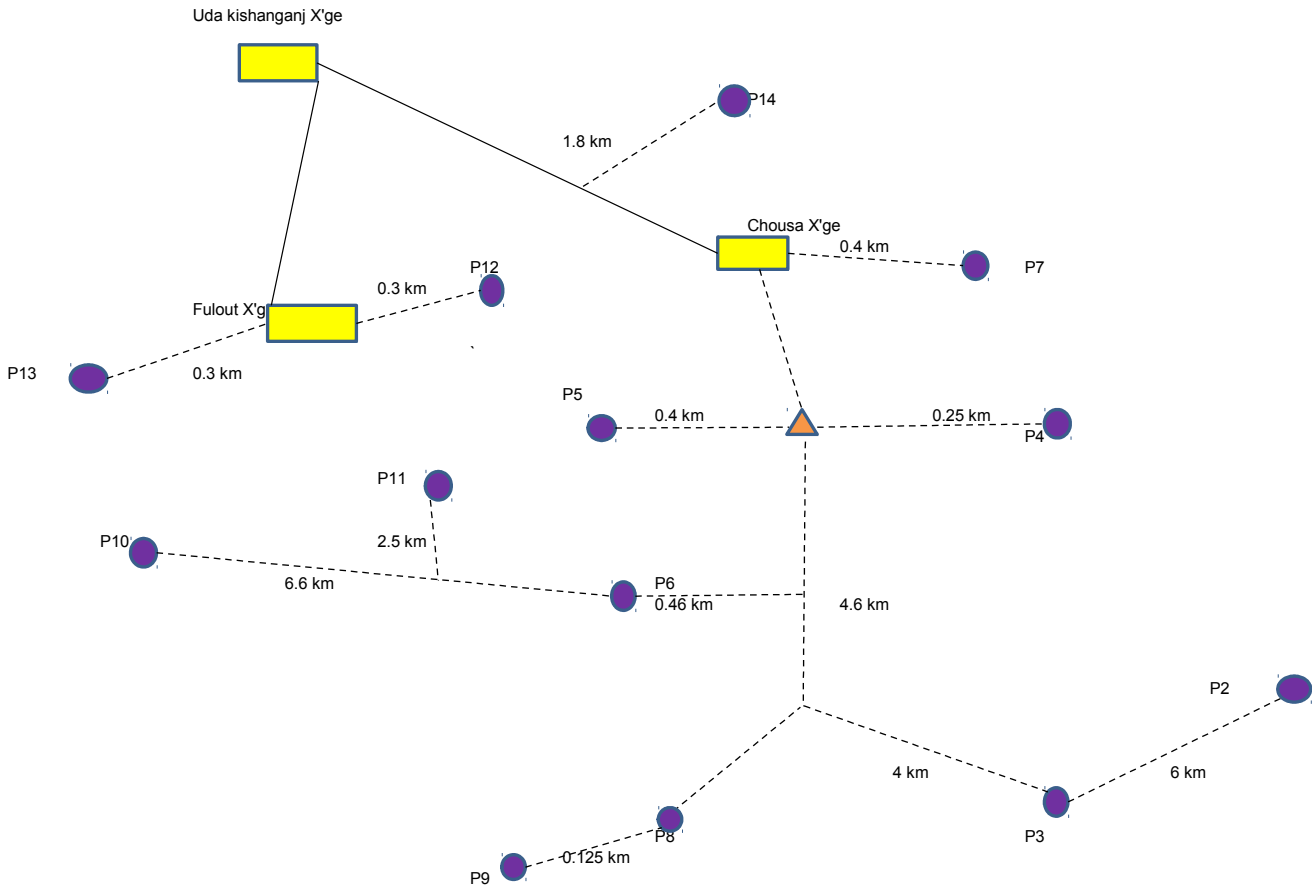 Uda kishanganj X'ge
P14
1.8 km
Chousa X'ge
0.4 km
P7
P12
0.3 km
Fulout X'g
P13
0.3 km
`
P5
0.4 km
0.25 km
P4
P11
P10
2.5 km
6.6 km
P6
0.46 km
4.6 km
P2
4 km
6 km
P3
P8
0.125 km
P9